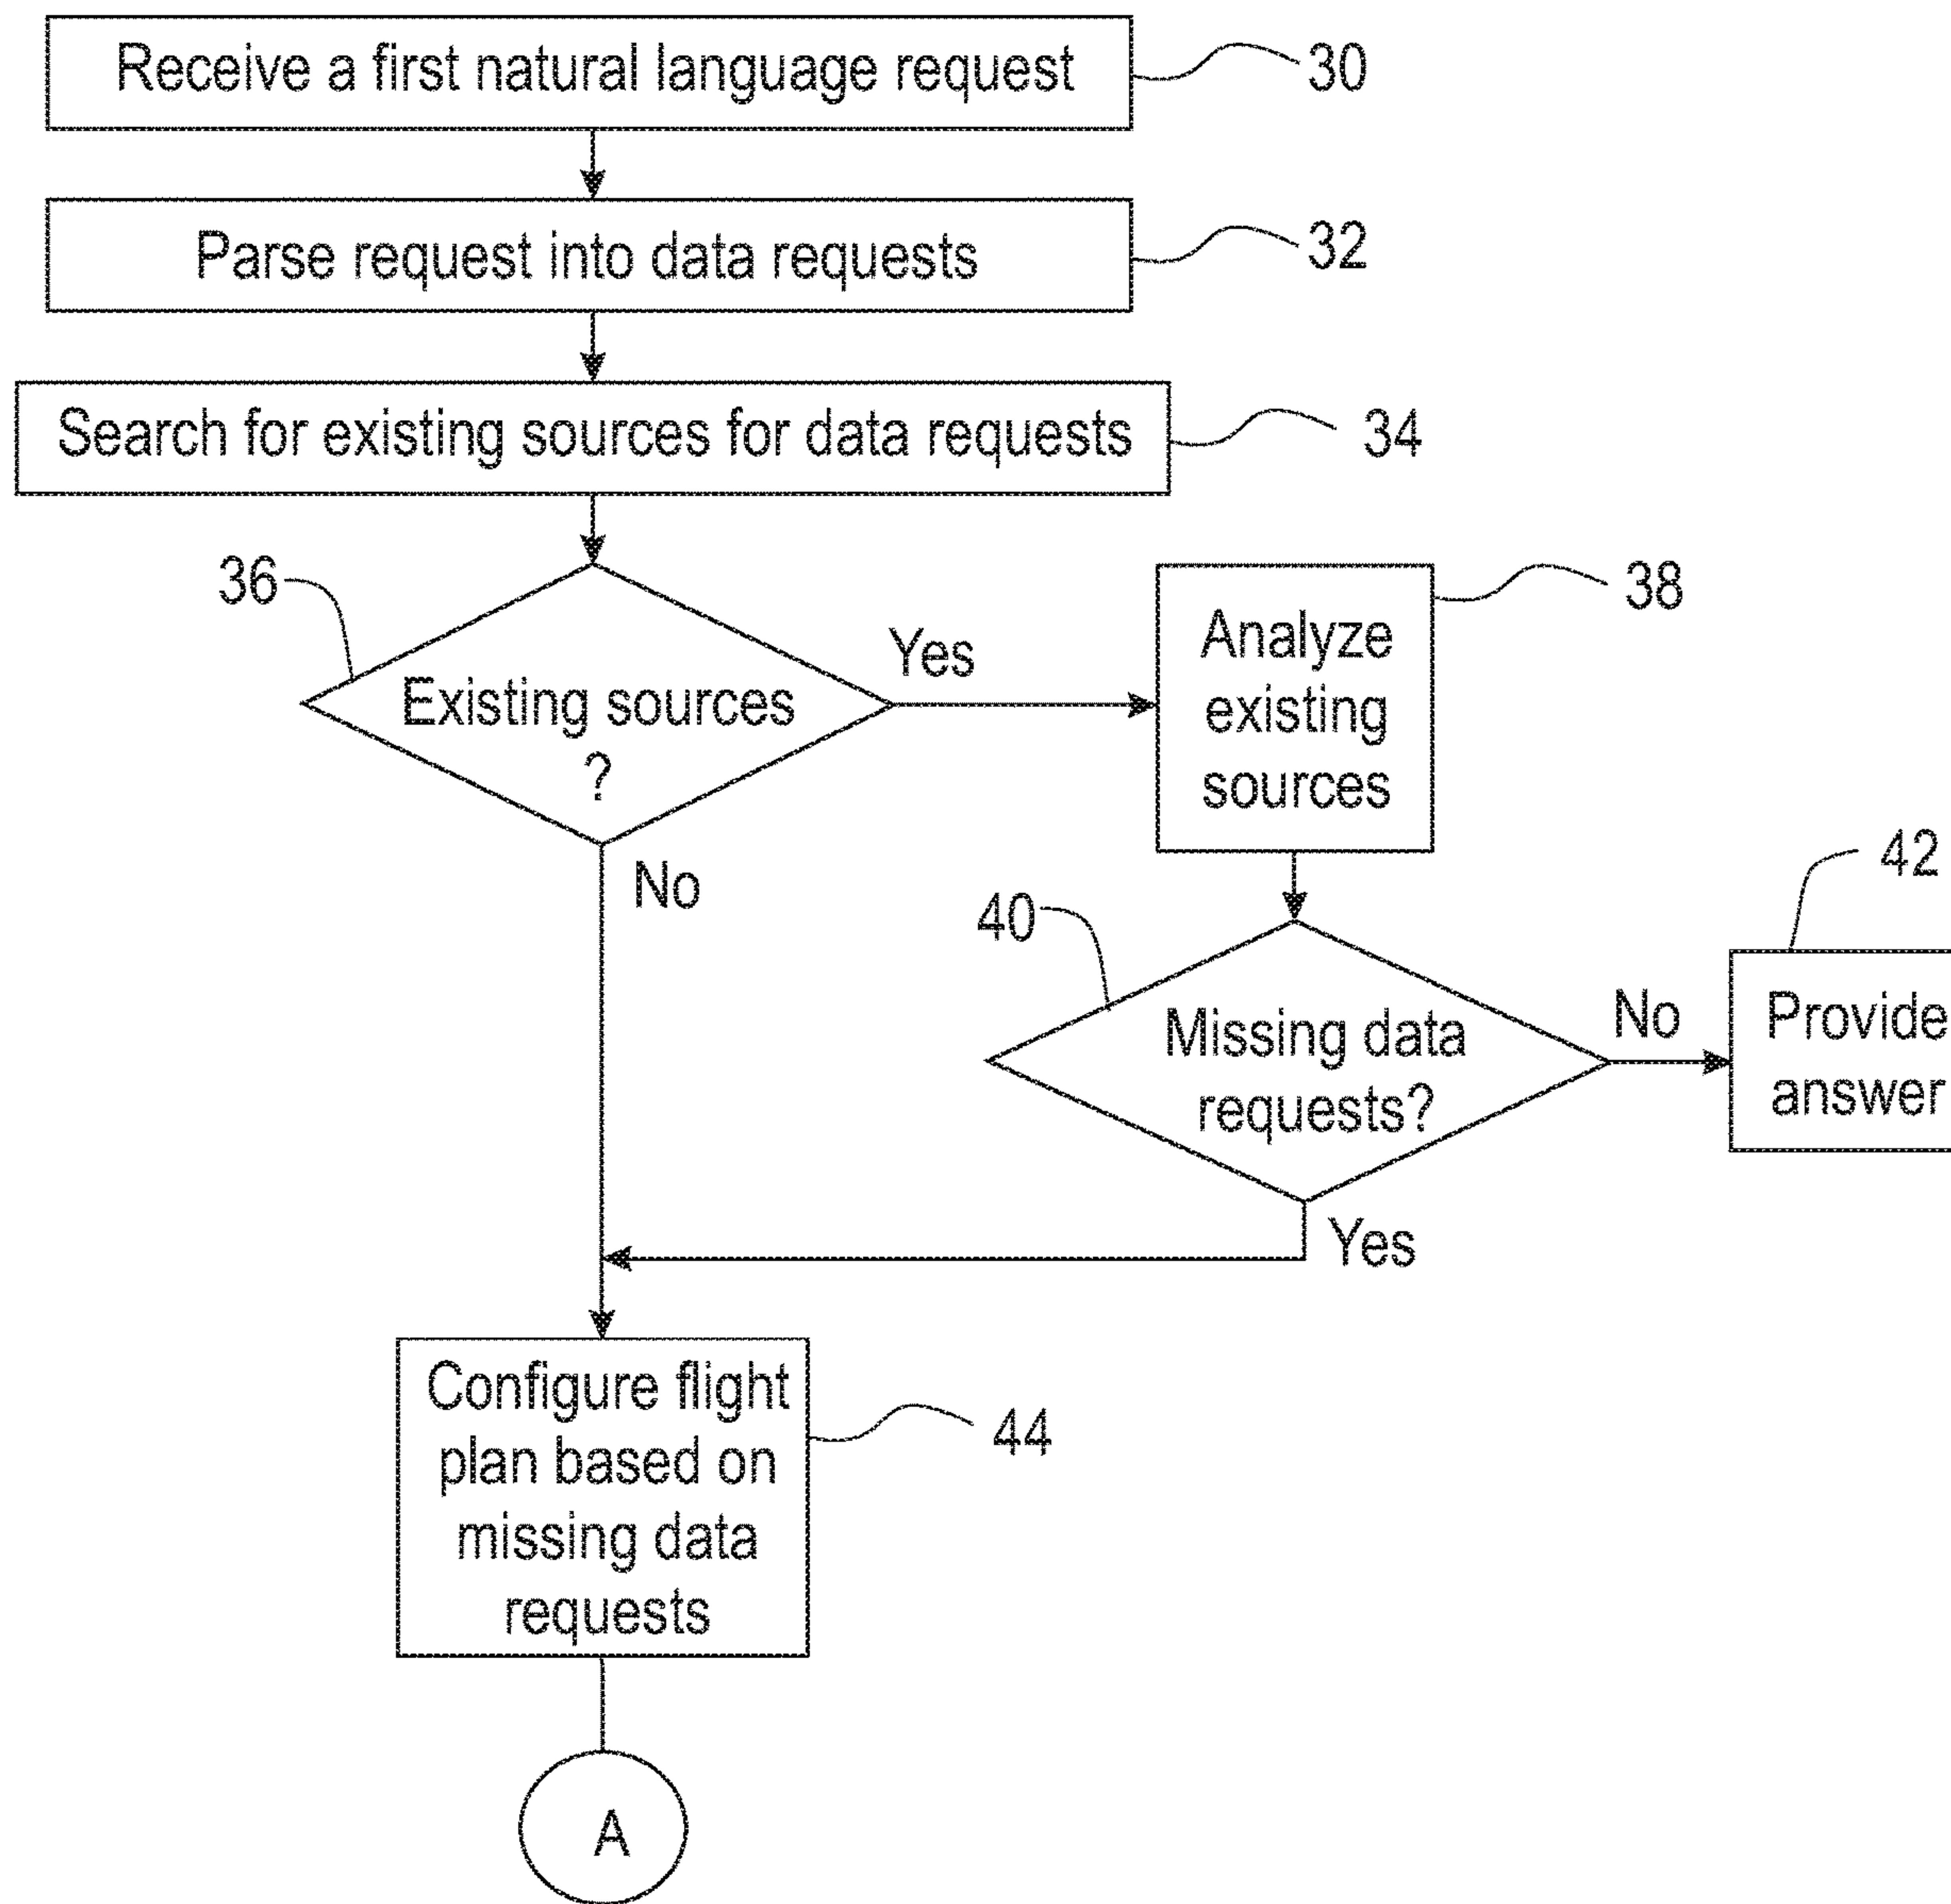 Receive a first natural language request
30
Parse request into data requests
32
Search for existing sources for data requests
34
36
Existing sources
?
Yes
No
38
Analyze
existing
sources
40
Missing data
requests?
No
Yes
42
Provide
answer
Configure flight
plan based on
missing data
requests
44
A